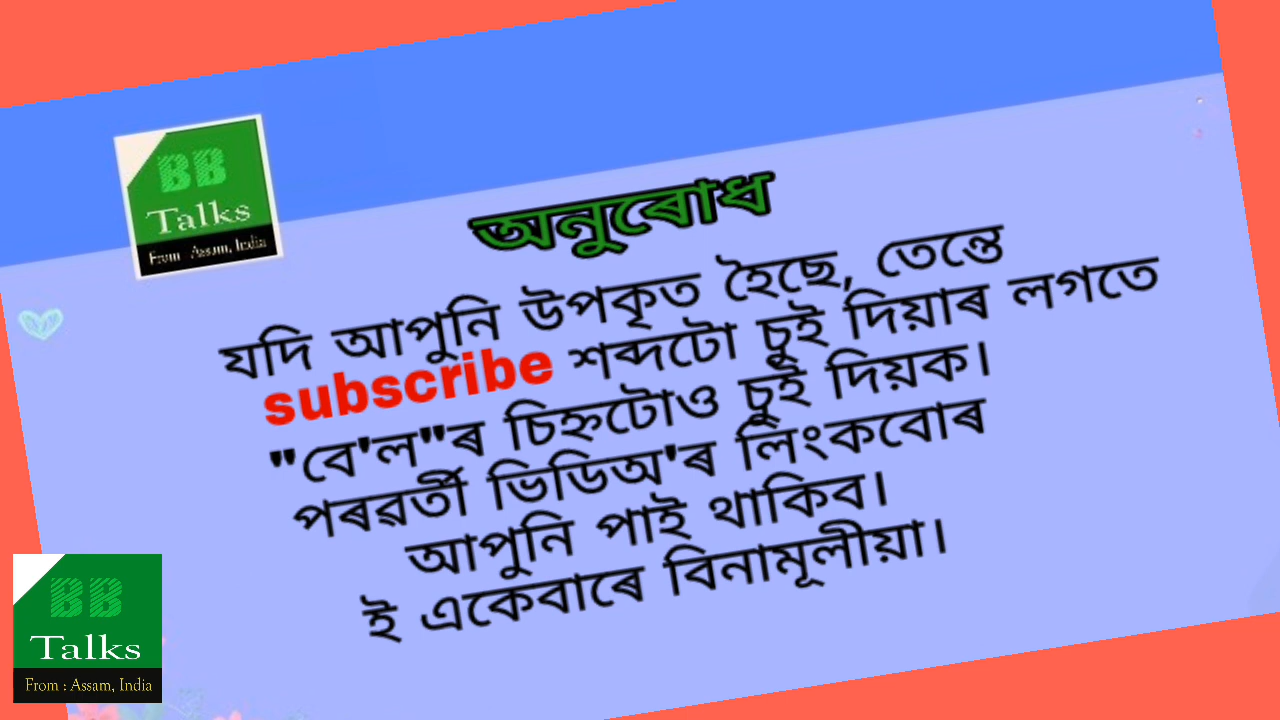 BB
Talks
From : Assam, India
অনুৰোধ
যদি আপুনি উপকৃত হৈছে, তেন্তে
subscribe শব্দটো চুই দিয়াৰ লগতে
"বে'ল"ৰ চিহ্নটোও চুই দিয়ক।
পৰৱৰ্তী ভিডিঅ'ৰ লিংকবোৰ
আপুনি পাই থাকিব।
ই একেবাৰে বিনামূলীয়া।
BB
Talks
From : Assam, India